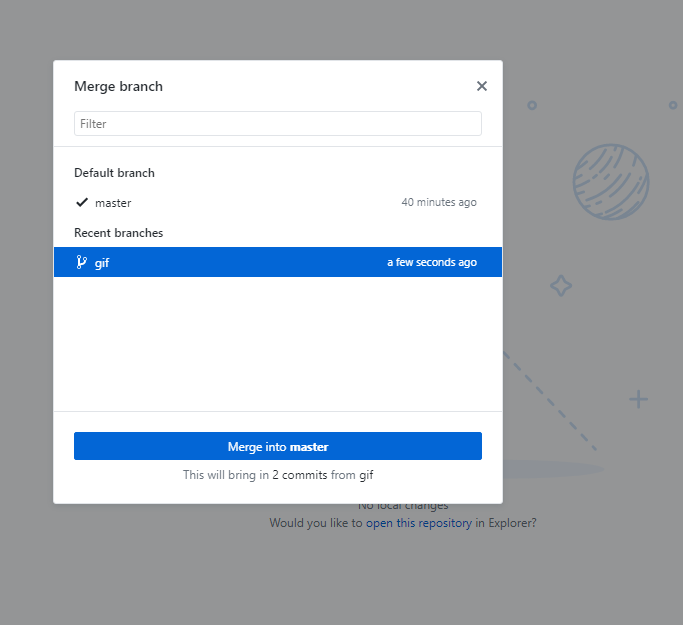 Merge branch
Filter
Default branch
master 40 minutes ago
Recent branches
gif a few seconds ago
Merge into master
This will bring in 2 commits from gif
No local changes
Would you like to open this repository in Explorer?